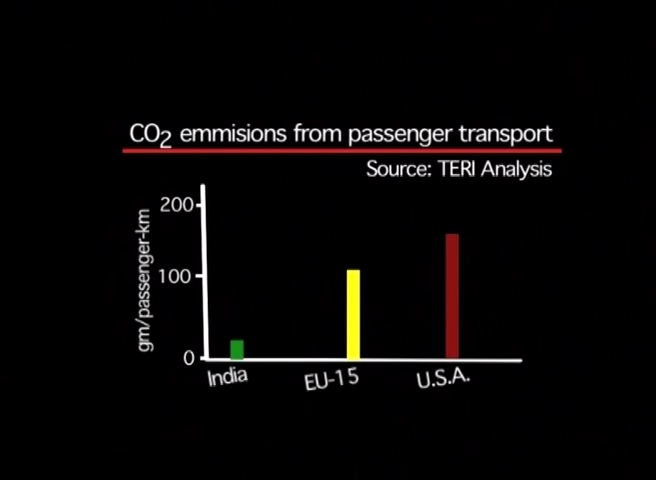 CO2 emmisions from passenger transport
Source: TERI Analysis
gm/passenger-km
200
100
0
India
EU-15
U.S.A.